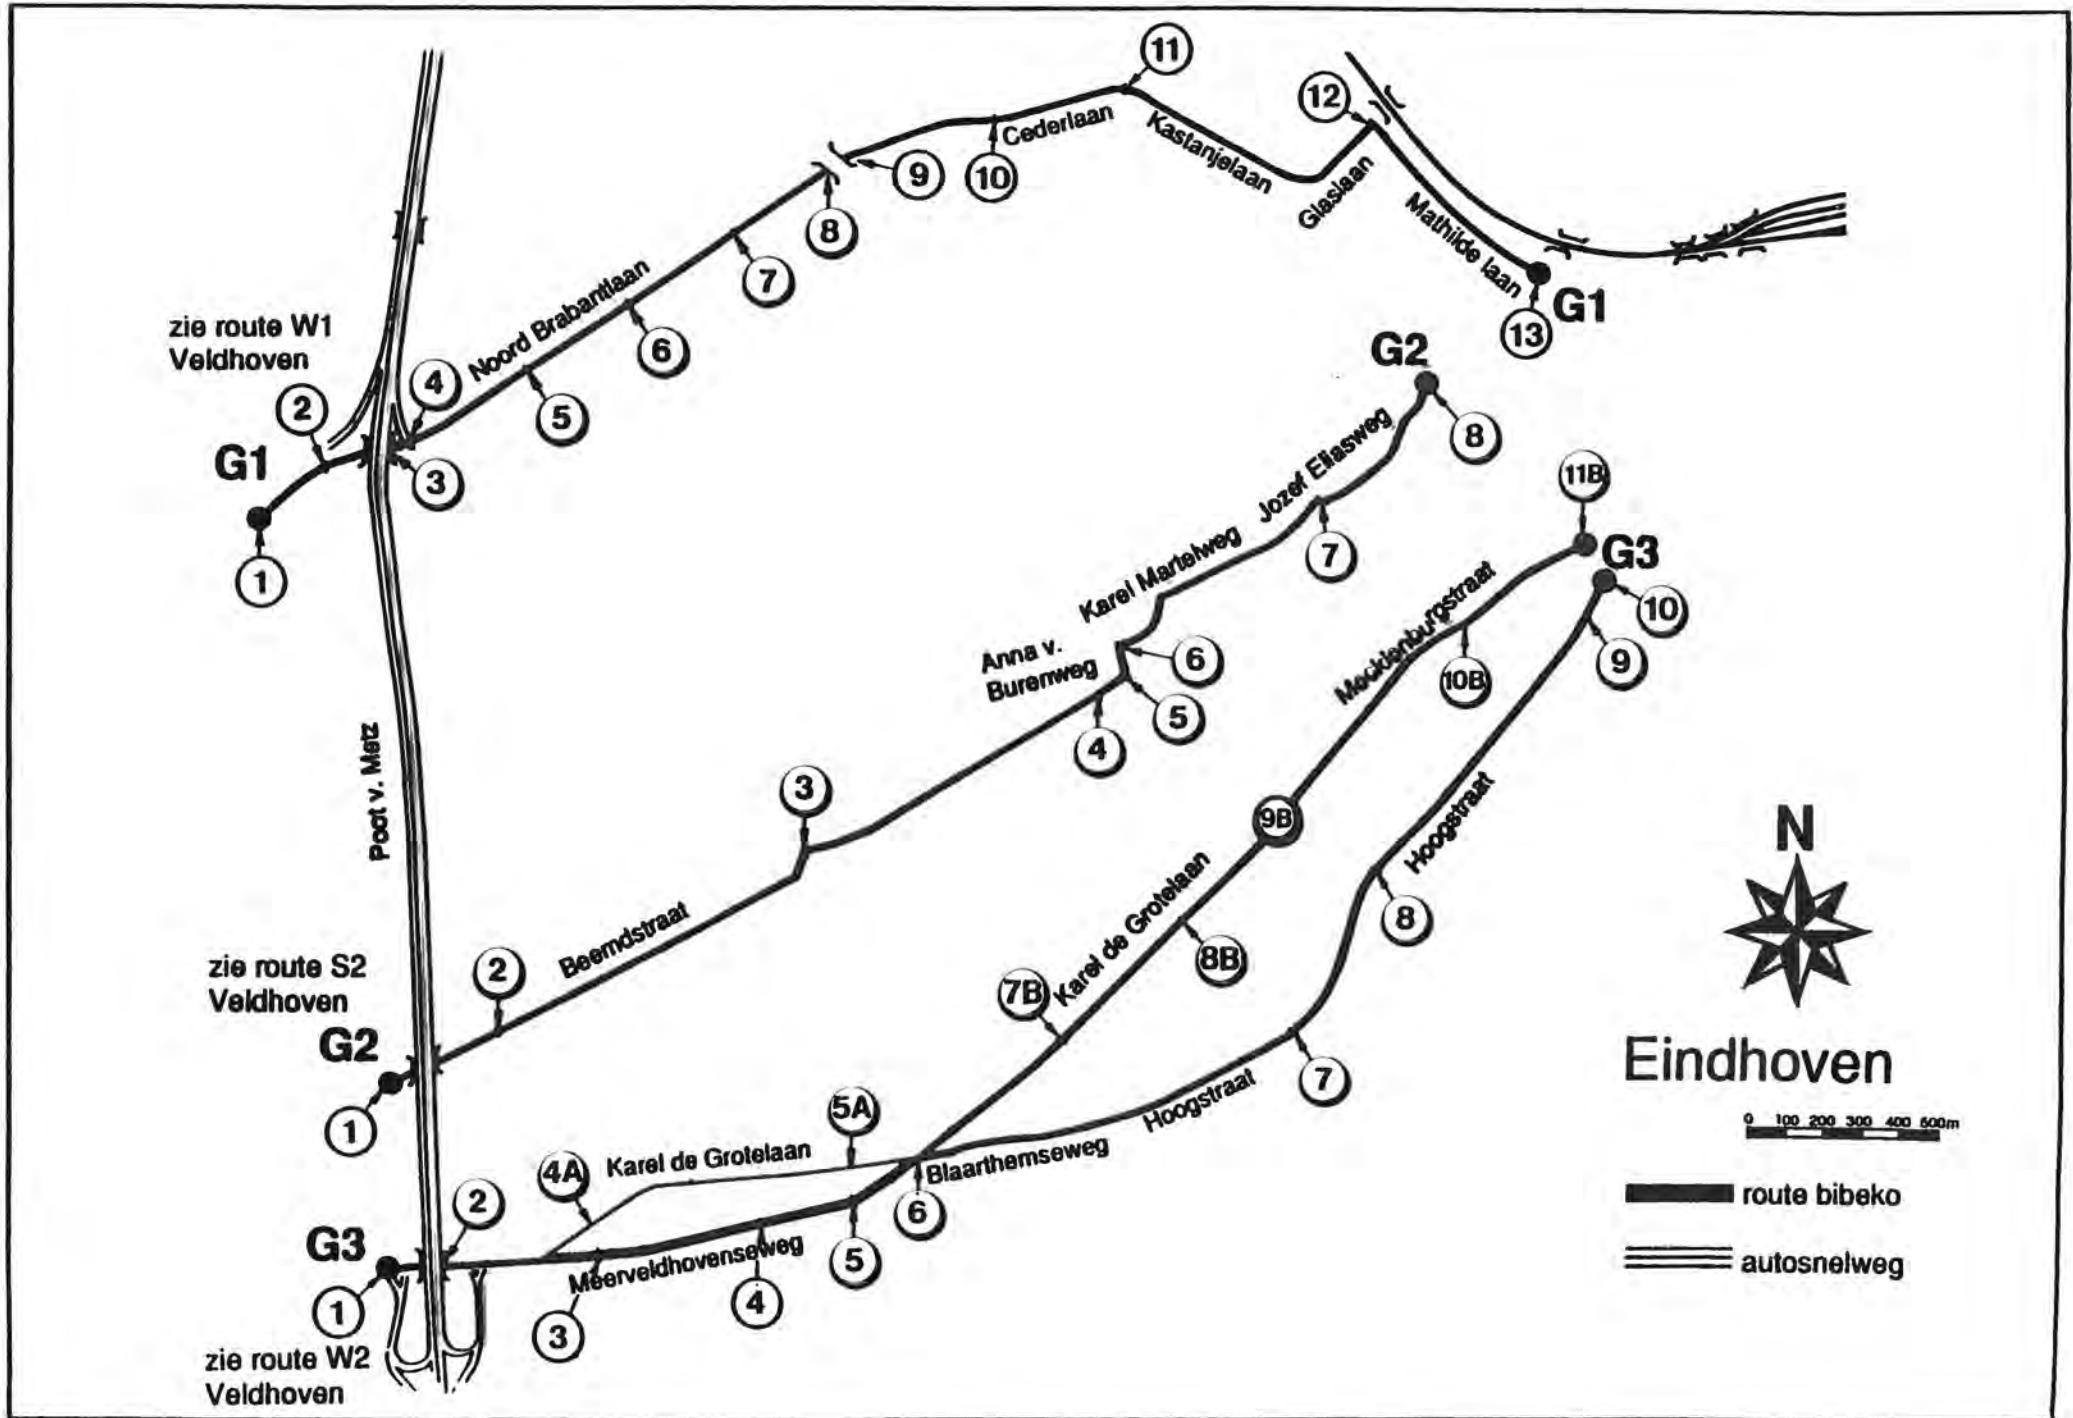 11
12
9
10
Cederlaan
Kastanjelaan
Glaslaan
Mathilde laan
8
7
Noord Brabantlaan
6
5
G1
13
zie route W1
Veldhoven
2
4
G1
3
1
G2
8
Jozef Eliasweg
7
Karel Martelweg
Anna v.
Burenweg
6
5
4
3
Poot v. Metz
Beemdstraat
2
zie route S2
Veldhoven
G2
1
11B
G3
10
9
Mecklenburgstraat
10B
9B
Hoogstraat
8
Karel de Grotelaan
8B
7B
7
Hoogstraat
5A
Karel de Grotelaan
4A
Blaarthemseweg
6
2
G3
5
Meerveldhovenseweg
4
1
3
zie route W2
Veldhoven
N
Eindhoven
0 100 200 300 400 500m
route bibeko
autosnelweg